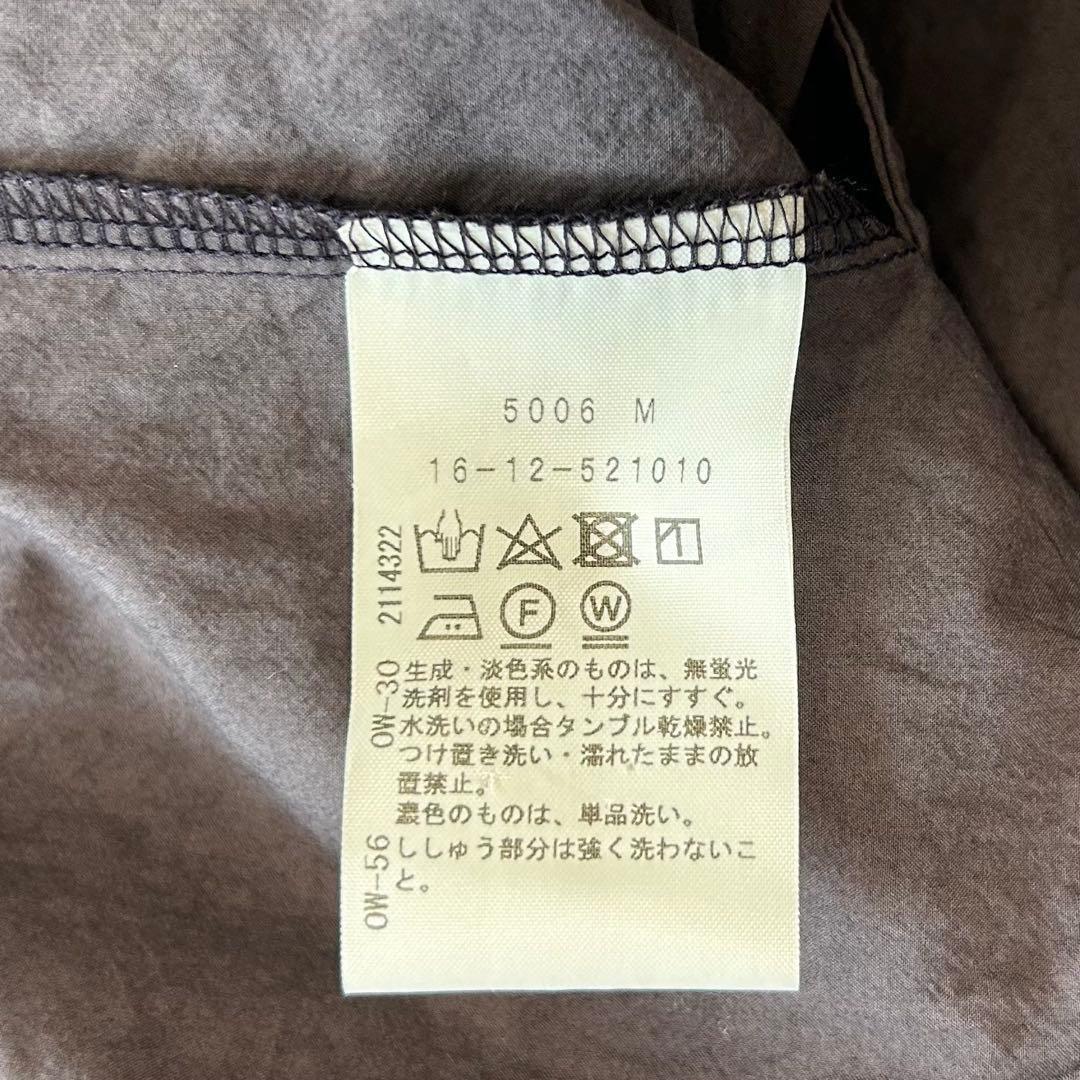 5006 M
16-12-521010
2114322
F
W
OW-30
生成・淡色系のものは、無蛍光
洗剤を使用し、十分にすすぐ。
水洗いの場合タンブル乾燥禁止。
つけ置き洗い・濡れたままの放
置禁止。
濃色のものは、単品洗い。
OW-56
ししゅう部分は強く洗わないこ
と。